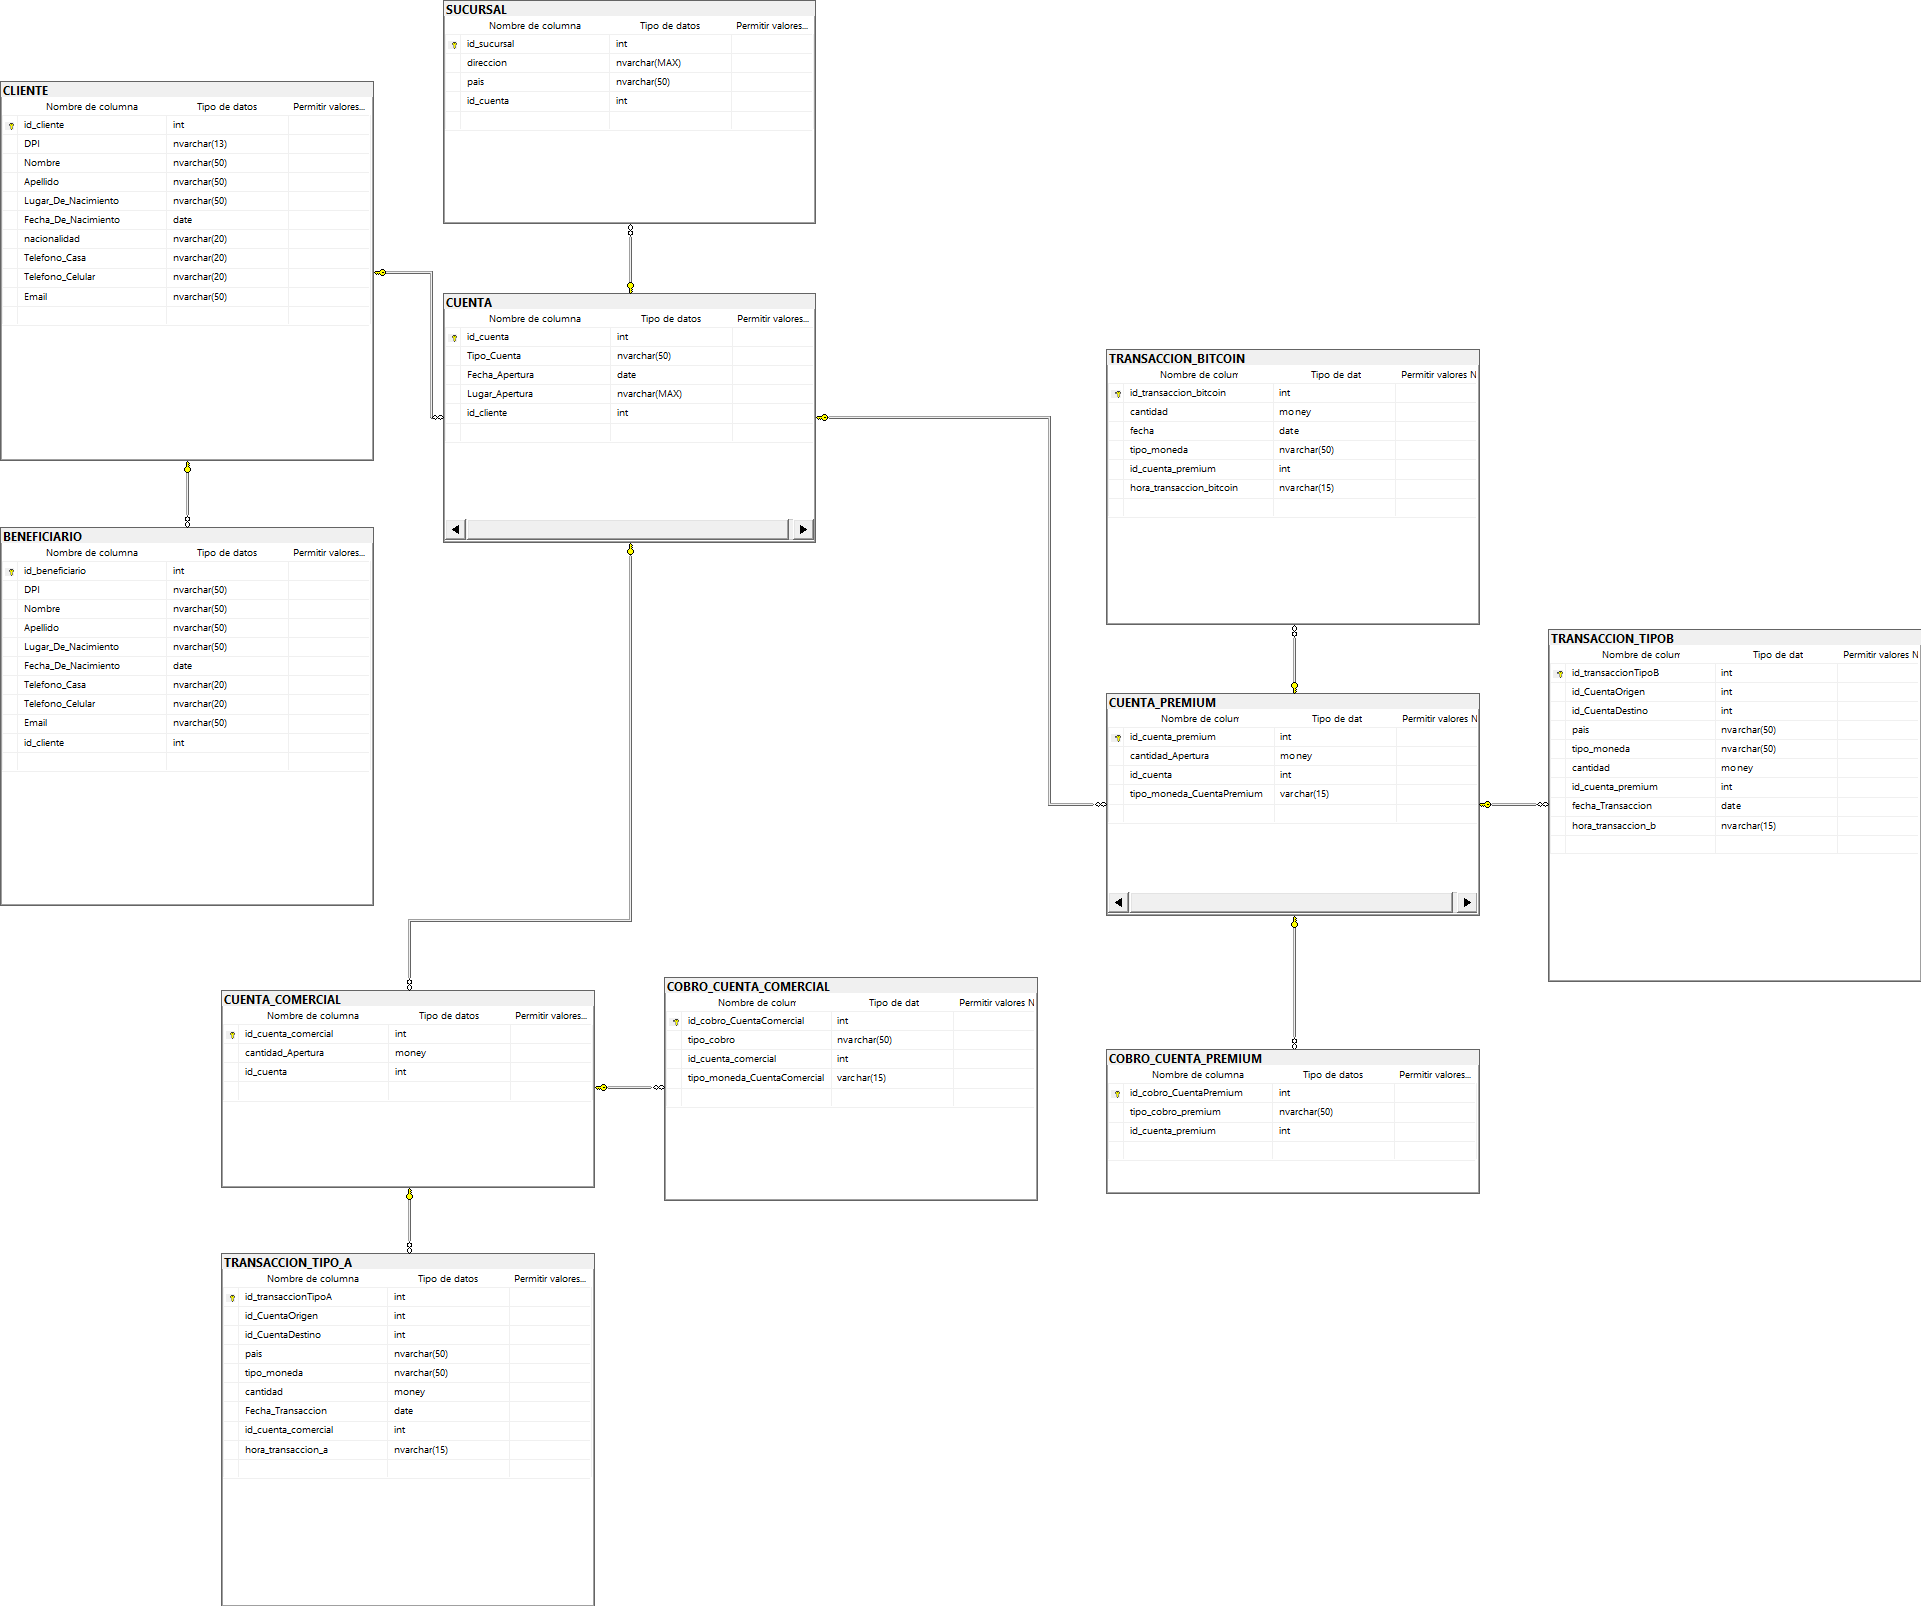 SUCURSAL
Nombre de columna Tipo de datos Permitir valores...
id_sucursal int
direccion nvarchar(MAX)
pais nvarchar(50)
id_cuenta int
CLIENTE
Nombre de columna Tipo de datos Permitir valores...
id_cliente int
DPI nvarchar(13)
Nombre nvarchar(50)
Apellido nvarchar(50)
Lugar_De_Nacimiento nvarchar(50)
Fecha_De_Nacimiento date
nacionalidad nvarchar(20)
Telefono_Casa nvarchar(20)
Telefono_Celular nvarchar(20)
Email nvarchar(50)
CUENTA
Nombre de columna Tipo de datos Permitir valores...
id_cuenta int
Tipo_Cuenta nvarchar(50)
Fecha_Apertura date
Lugar_Apertura nvarchar(MAX)
id_cliente int
TRANSACCION_BITCOIN
Nombre de colum Tipo de dat Permitir valores N
id_transaccion_bitcoin int
cantidad money
fecha date
tipo_moneda nvarchar(50)
id_cuenta_premium int
hora_transaccion_bitcoin nvarchar(15)
BENEFICIARIO
Nombre de columna Tipo de datos Permitir valores...
id_beneficiario int
DPI nvarchar(50)
Nombre nvarchar(50)
Apellido nvarchar(50)
Lugar_De_Nacimiento nvarchar(50)
Fecha_De_Nacimiento date
Telefono_Casa nvarchar(20)
Telefono_Celular nvarchar(20)
Email nvarchar(50)
id_cliente int
TRANSACCION_TIPOB
Nombre de colum Tipo de dat Permitir valores N
id_transaccionTipoB int
id_CuentaOrigen int
id_CuentaDestino int
pais nvarchar(50)
tipo_moneda nvarchar(50)
cantidad money
id_cuenta_premium int
fecha_Transaccion date
hora_transaccion_b nvarchar(15)
CUENTA_PREMIUM
Nombre de colum Tipo de dat Permitir valores N
id_cuenta_premium int
cantidad_Apertura money
id_cuenta int
tipo_moneda_CuentaPremium varchar(15)
CUENTA_COMERCIAL
Nombre de columna Tipo de datos Permitir valores...
id_cuenta_comercial int
cantidad_Apertura money
id_cuenta int
COBRO_CUENTA_COMERCIAL
Nombre de colum Tipo de dat Permitir valores N
id_cobro_CuentaComercial int
tipo_cobro nvarchar(50)
id_cuenta_comercial int
tipo_moneda_CuentaComercial varchar(15)
COBRO_CUENTA_PREMIUM
Nombre de columna Tipo de datos Permitir valores...
id_cobro_CuentaPremium int
tipo_cobro_premium nvarchar(50)
id_cuenta_premium int
TRANSACCION_TIPO_A
Nombre de columna Tipo de datos Permitir valores...
id_transaccionTipoA int
id_CuentaOrigen int
id_CuentaDestino int
pais nvarchar(50)
tipo_moneda nvarchar(50)
cantidad money
Fecha_Transaccion date
id_cuenta_comercial int
hora_transaccion_a nvarchar(15)